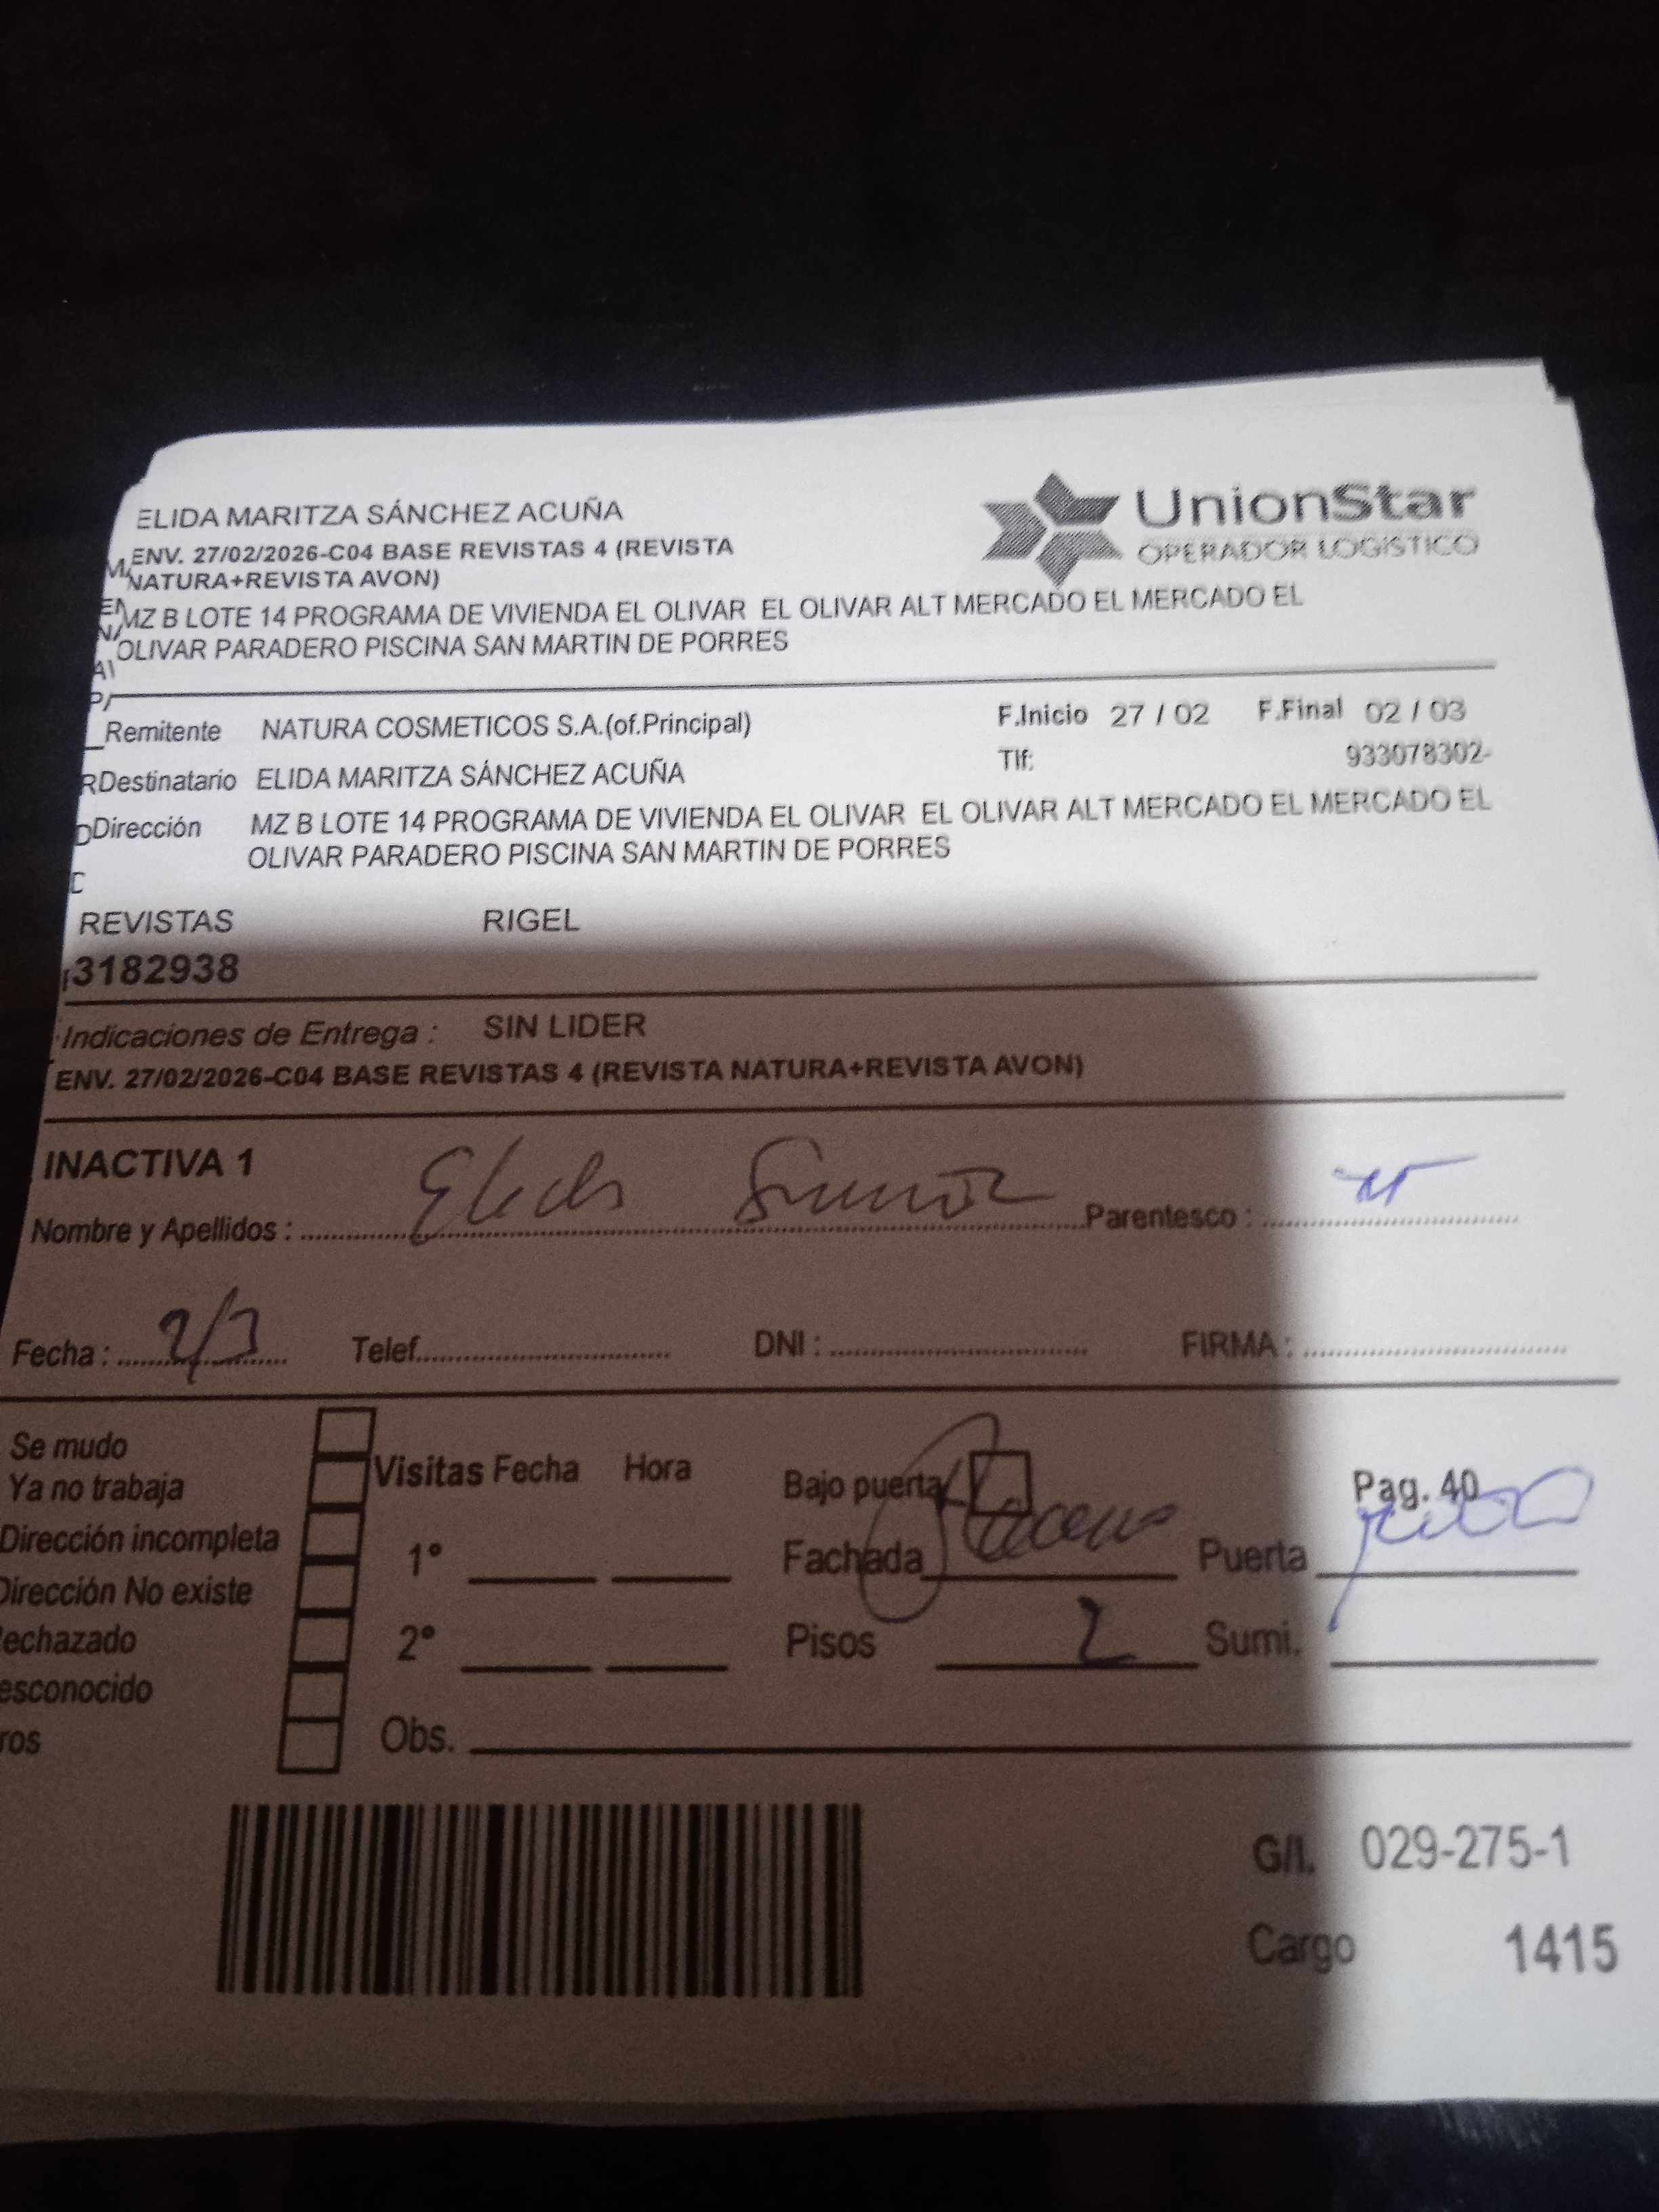 ELIDA MARITZA SÁNCHEZ ACUÑA
UnionStar
OPERADOR LOGÍSTICO
ENV. 27/02/2026-C04 BASE REVISTAS 4 (REVISTA
NATURA+REVISTA AVON)
MZ B LOTE 14 PROGRAMA DE VIVIENDA EL OLIVAR EL OLIVAR ALT MERCADO EL MERCADO EL
OLIVAR PARADERO PISCINA SAN MARTIN DE PORRES
Remitente NATURA COSMETICOS S.A.(of.Principal) F.Inicio 27 / 02 F.Final 02 / 03
Tlf: 933078302-
Destinatario ELIDA MARITZA SÁNCHEZ ACUÑA
Dirección MZ B LOTE 14 PROGRAMA DE VIVIENDA EL OLIVAR EL OLIVAR ALT MERCADO EL MERCADO EL
OLIVAR PARADERO PISCINA SAN MARTIN DE PORRES
REVISTAS RIGEL
3182938
Indicaciones de Entrega : SIN LIDER
ENV. 27/02/2026-C04 BASE REVISTAS 4 (REVISTA NATURA+REVISTA AVON)
INACTIVA 1
Nombre y Apellidos : Parentesco :
Fecha : 2/3 Telef. DNI : FIRMA :
Se mudo
Ya no trabaja
Dirección incompleta
Dirección No existe
echazado
esconocido
ros
Visitas Fecha Hora
1°
2°
Obs.
Bajo puerta Pag. 40
Fachada Puerta
Pisos 2 Sumi.
G/I. 029-275-1
Cargo 1415